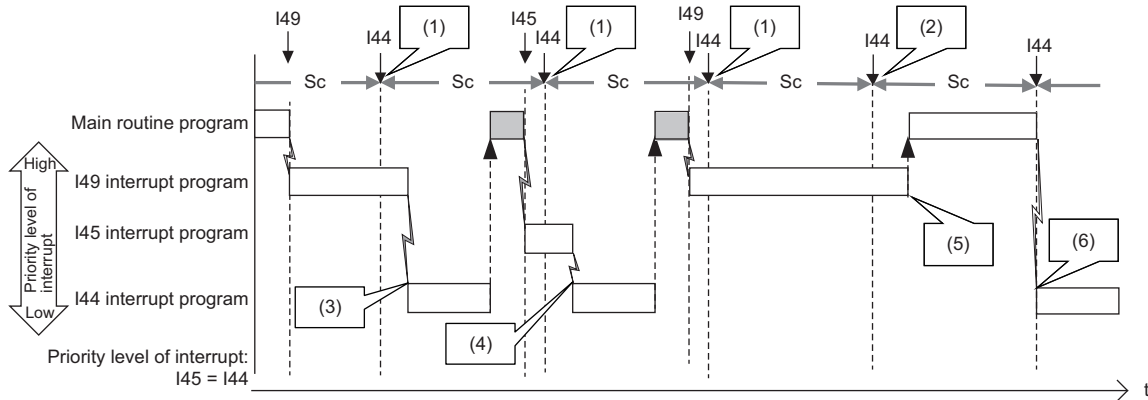 I49
I44
(1)
I45
I44
(1)
I49
I44
(1)
I44
(2)
I44
Sc
Sc
Sc
Sc
Sc
Main routine program
High
I49 interrupt program
Priority level of
interrupt
I45 interrupt program
(5)
(6)
I44 interrupt program
Low
(3)
(4)
Priority level of interrupt:
I45 = I44
t